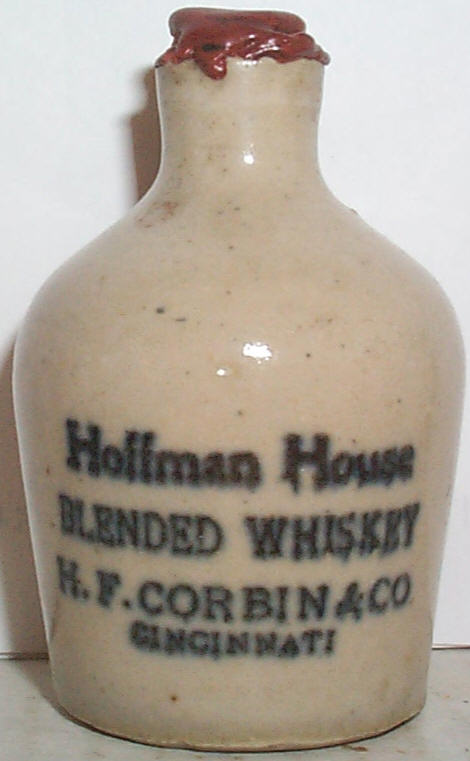 Hoffman House
BLENDED WHISKEY
H. F. CORBIN & CO
CINCINNATI